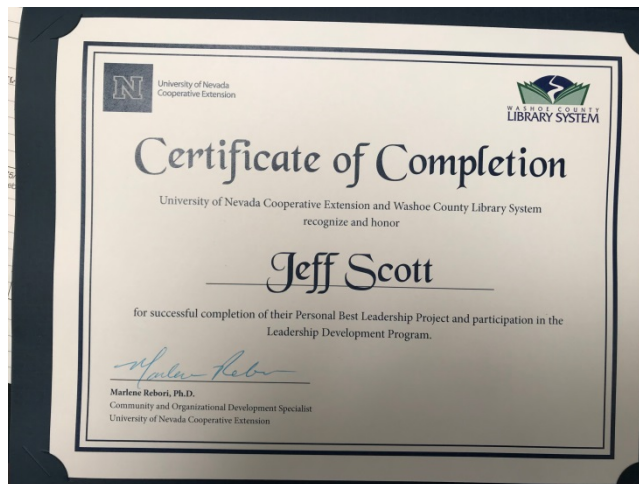 N
University of Nevada
Cooperative Extension
WASHOE COUNTY
LIBRARY SYSTEM
Certificate of Completion
University of Nevada Cooperative Extension and Washoe County Library System
recognize and honor
Jeff Scott
for successful completion of their Personal Best Leadership Project and participation in the
Leadership Development Program.
Marlene Rebori
Marlene Rebori, Ph.D.
Community and Organizational Development Specialist
University of Nevada Cooperative Extension